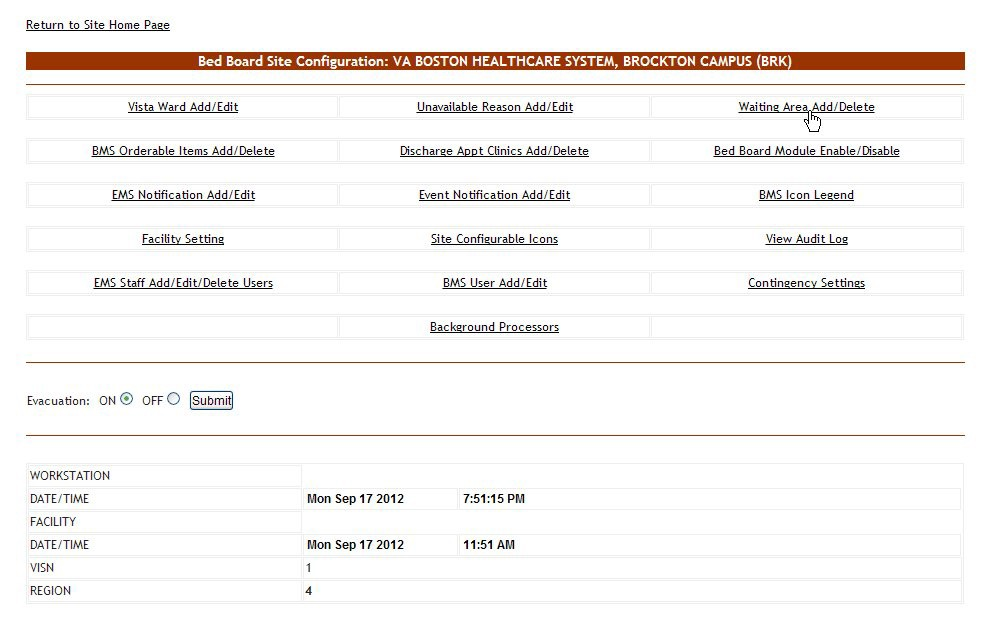 Return to Site Home Page
Bed Board Site Configuration: VA BOSTON HEALTHCARE SYSTEM, BROCKTON CAMPUS (BRK)
Vista Ward Add/Edit Unavailable Reason Add/Edit Waiting Area Add/Delete
BMS Orderable Items Add/Delete Discharge Appt Clinics Add/Delete Bed Board Module Enable/Disable
EMS Notification Add/Edit Event Notification Add/Edit BMS Icon Legend
Facility Setting Site Configurable Icons View Audit Log
EMS Staff Add/Edit/Delete Users BMS User Add/Edit Contingency Settings
Background Processors
Evacuation: ON OFF Submit
WORKSTATION
DATE/TIME Mon Sep 17 2012 7:51:15 PM
FACILITY
DATE/TIME Mon Sep 17 2012 11:51 AM
VISN 1
REGION 4